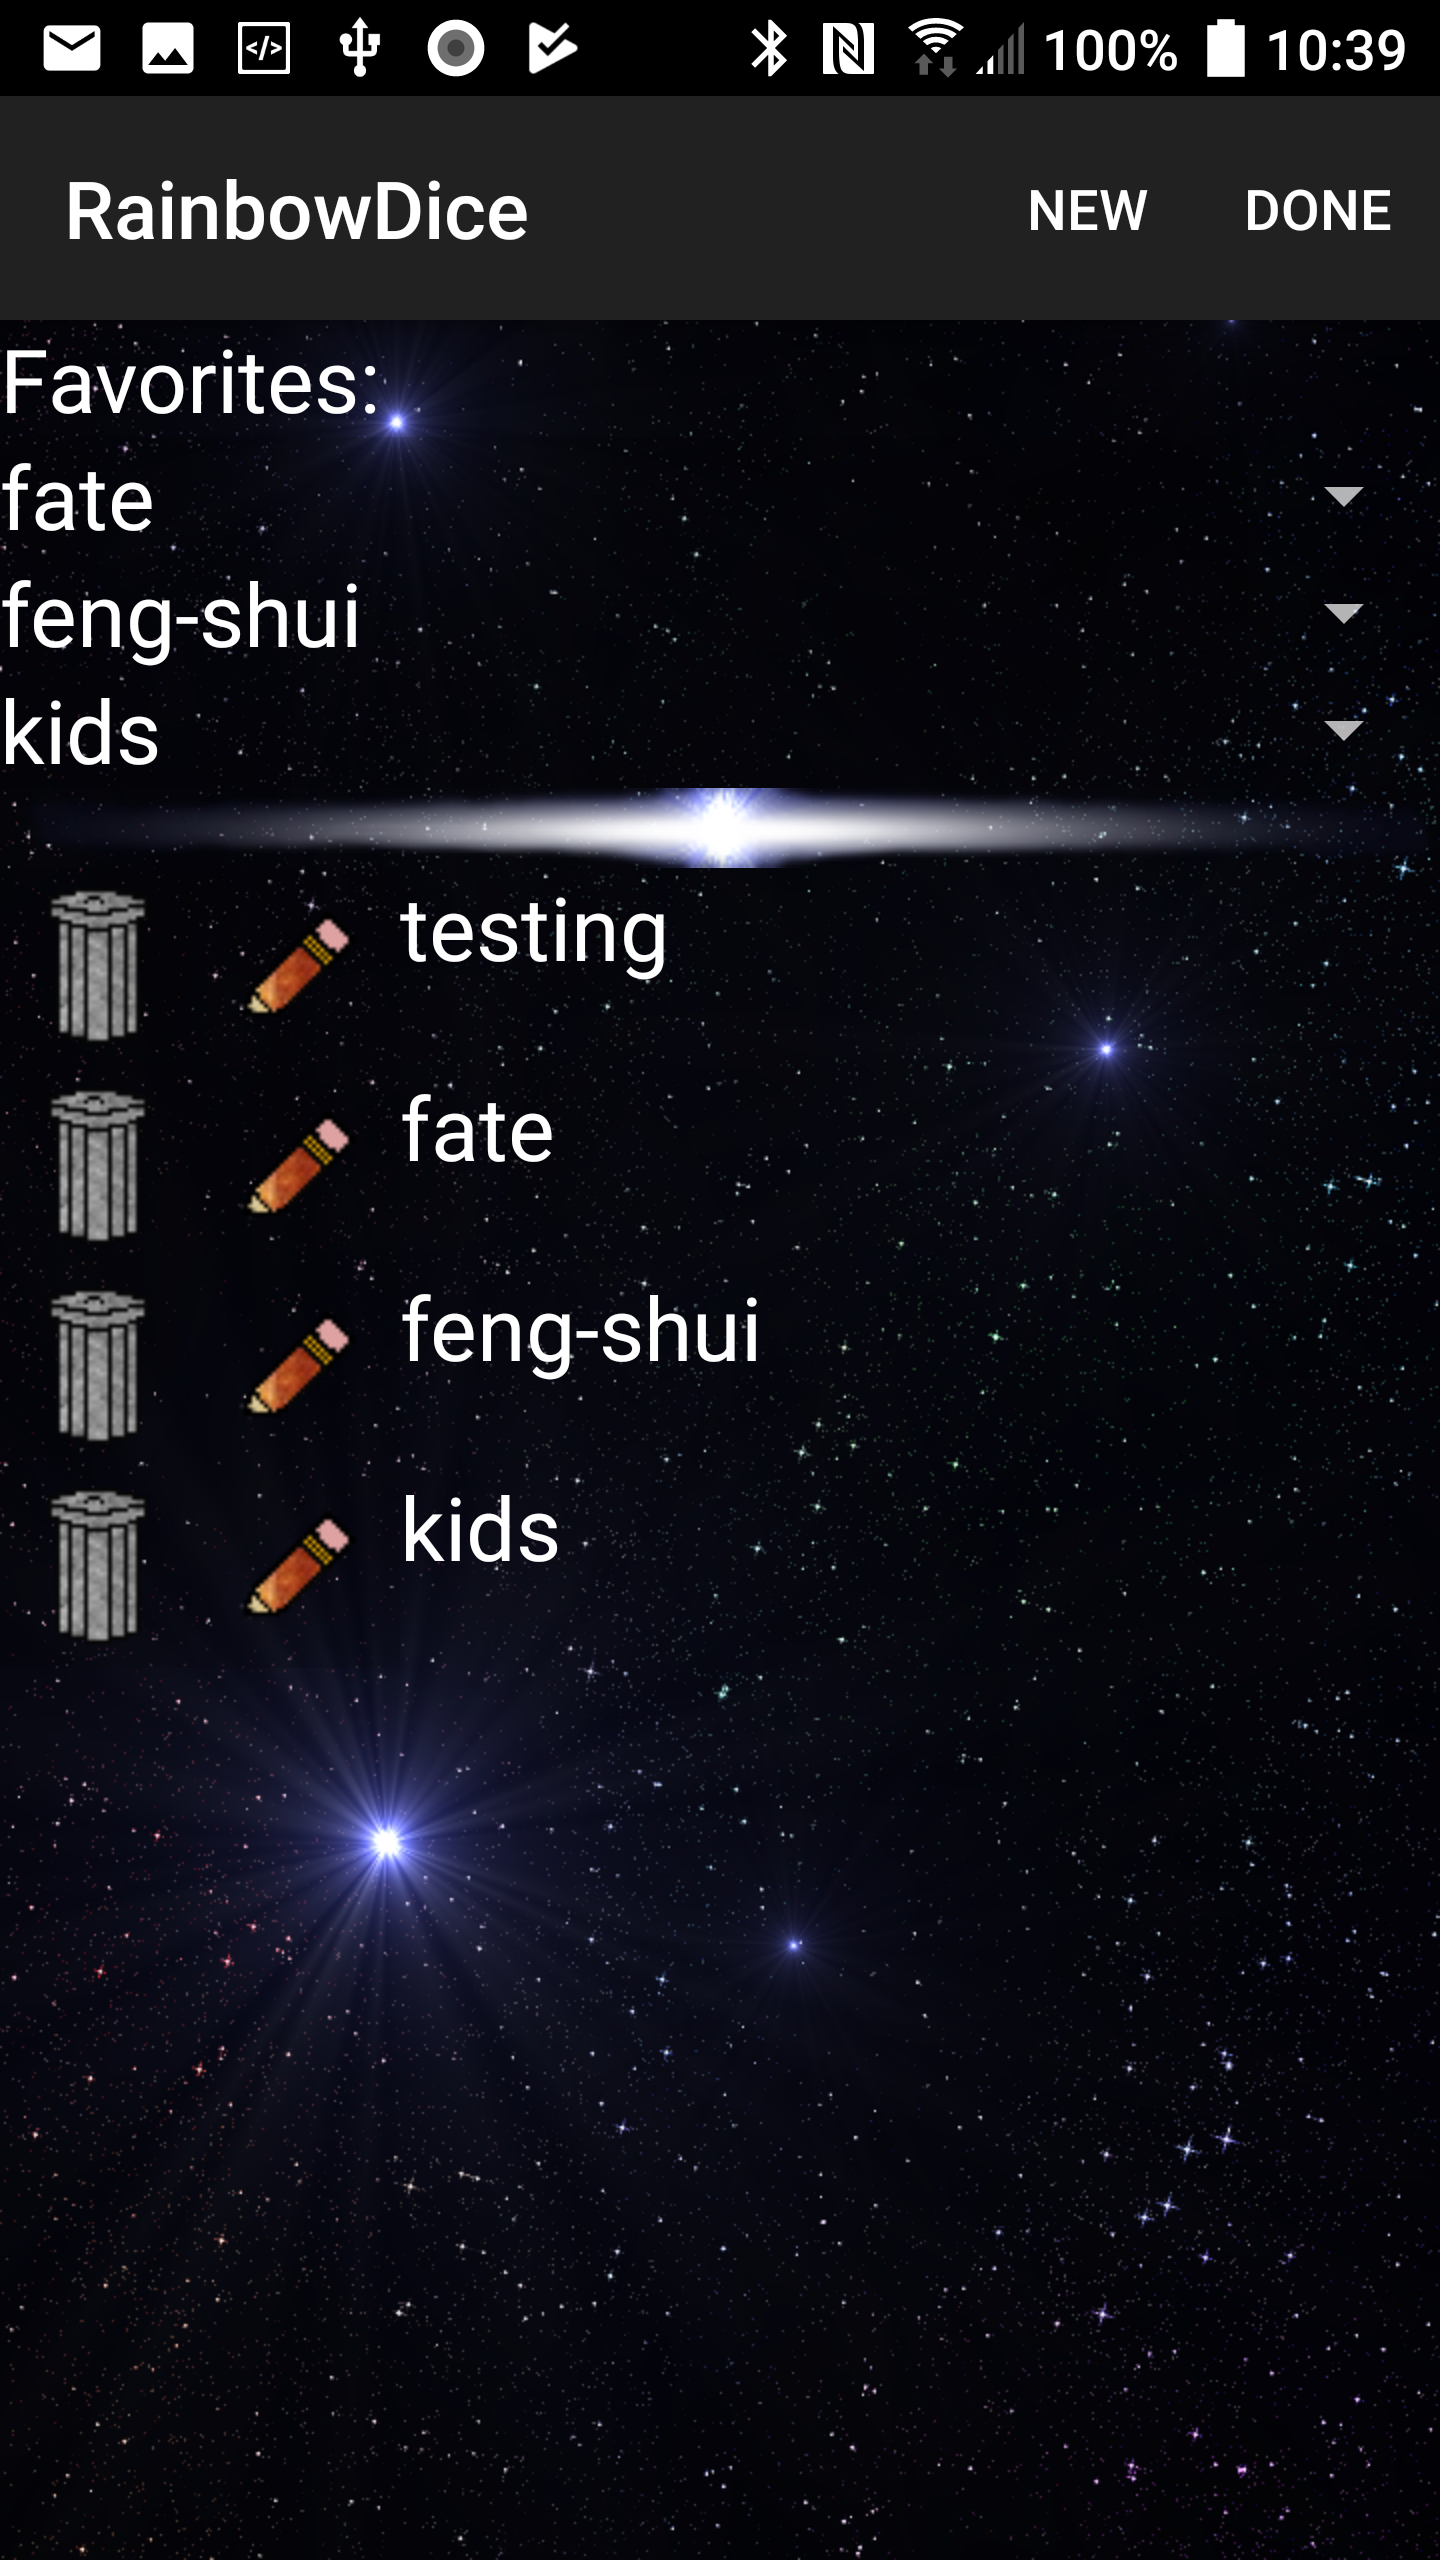 100% 10:39
RainbowDice NEW DONE
Favorites:
fate
feng-shui
kids
testing
fate
feng-shui
kids